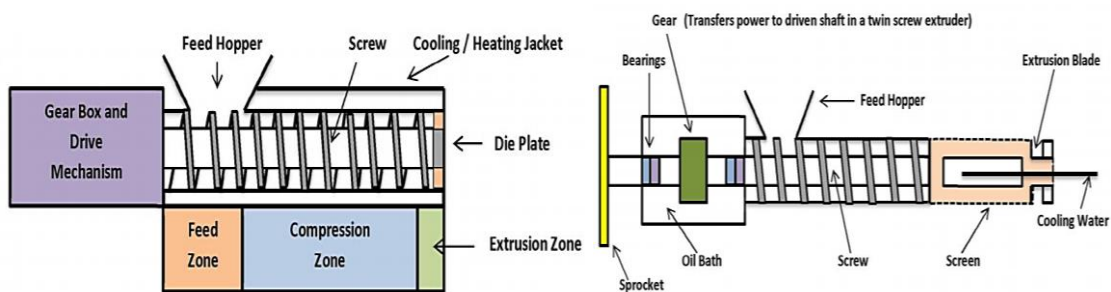 Feed Hopper
Screw
Cooling / Heating Jacket
Gear Box and
Drive
Mechanism
Die Plate
Feed
Zone
Compression
Zone
Extrusion Zone
Gear (Transfers power to driven shaft in a twin screw extruder)
Bearings
Extrusion Blade
Feed Hopper
Cooling Water
Oil Bath
Screw
Screen
Sprocket